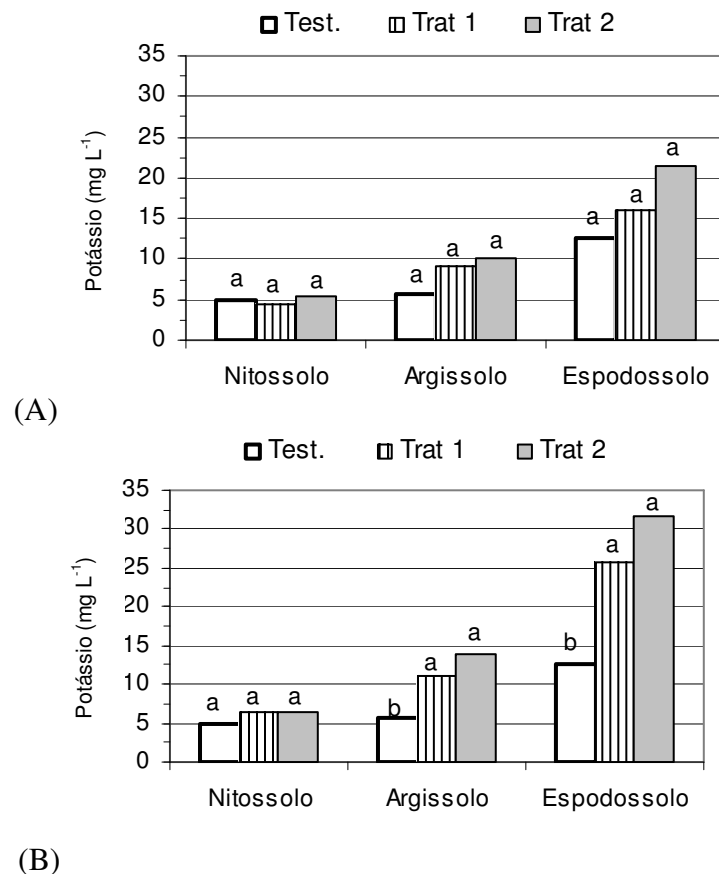 Test. Trat 1 Trat 2
35
30
25
20
15
10
5
0
Potássio (mg L-1)
a a a a a a a a a
Nitossolo Argissolo Espodossolo
(A)
Test. Trat 1 Trat 2
35
30
25
20
15
10
5
0
Potássio (mg L-1)
a a a b a a b a a
Nitossolo Argissolo Espodossolo
(B)